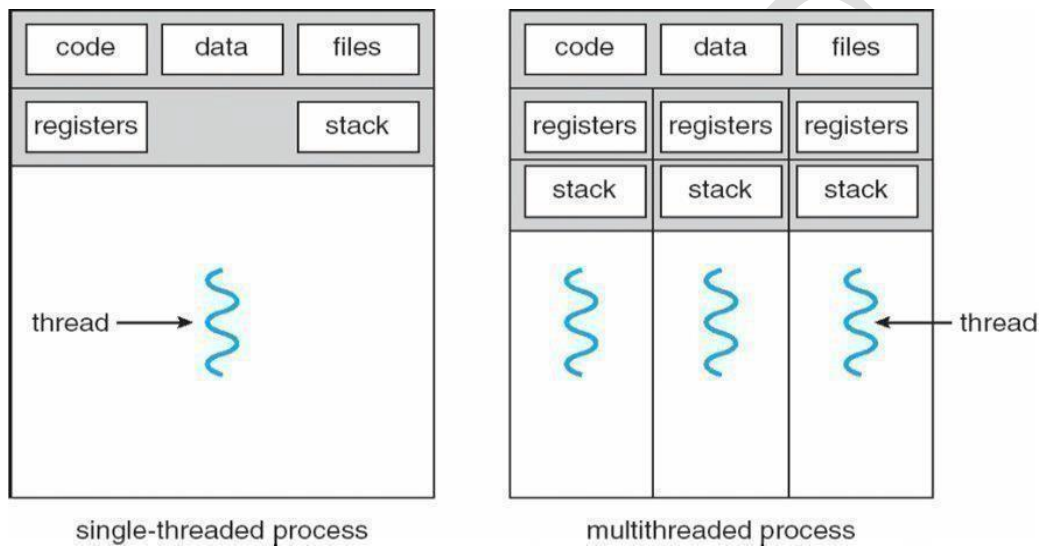 code data files
registers stack
thread
single-threaded process
code data files
registers registers registers
stack stack stack
thread
multithreaded process